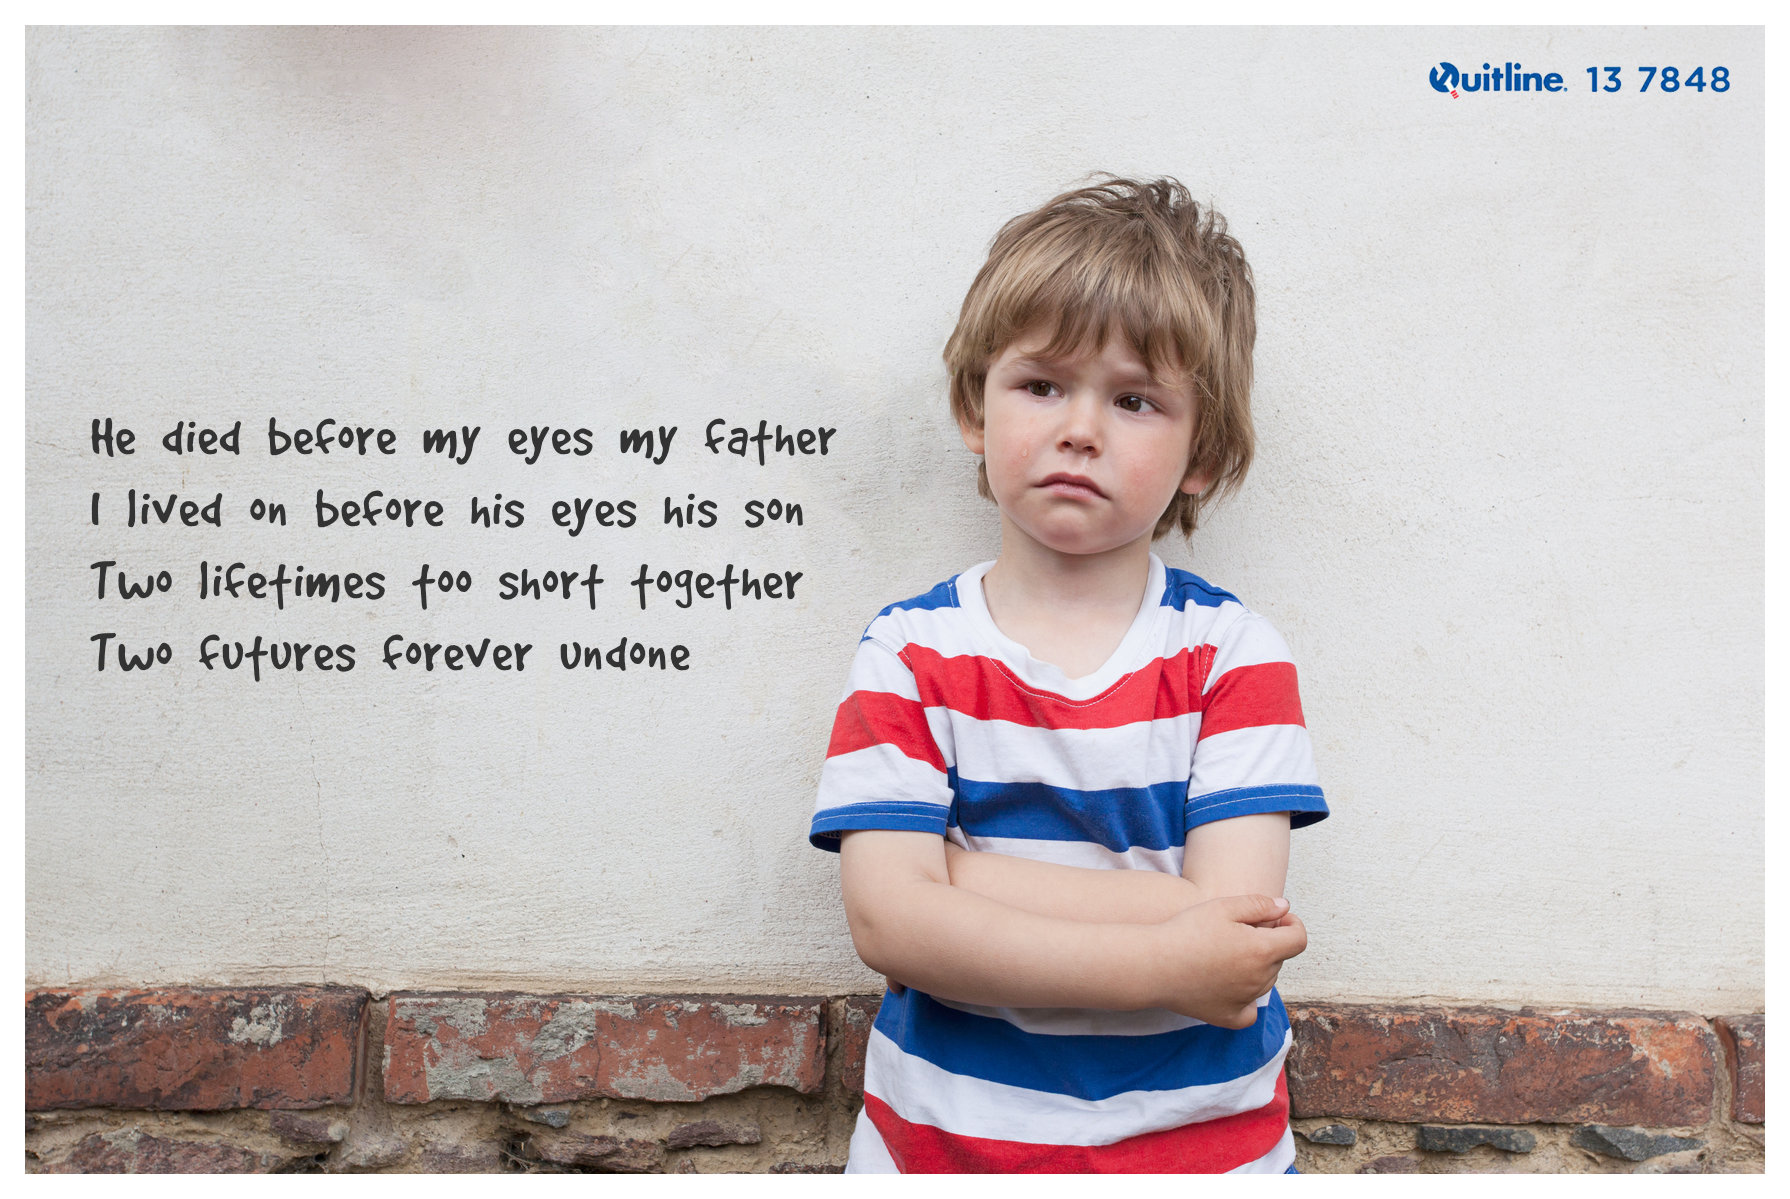 Quitline 13 7848
He died before my eyes my father
I lived on before his eyes his son
Two lifetimes too short together
Two futures forever undone